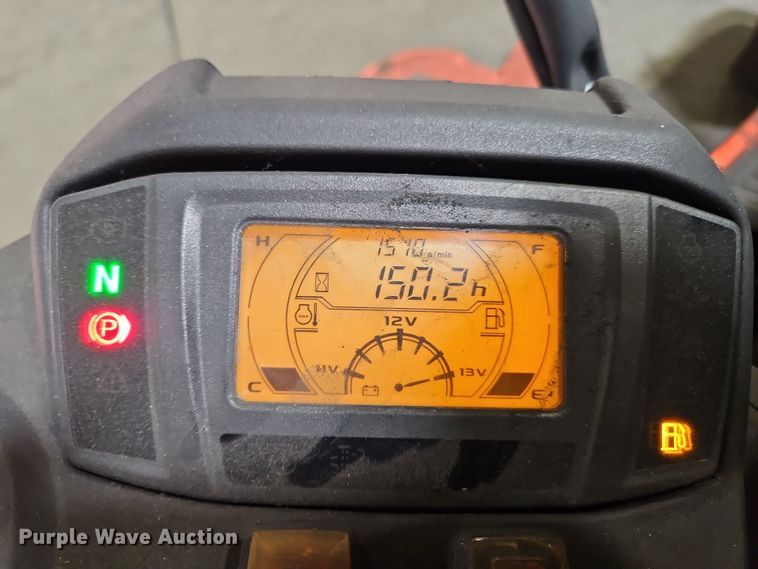 H
1510 n/min
F
150.2h
N
P
12V
11V
13V
C
E
Purple Wave Auction